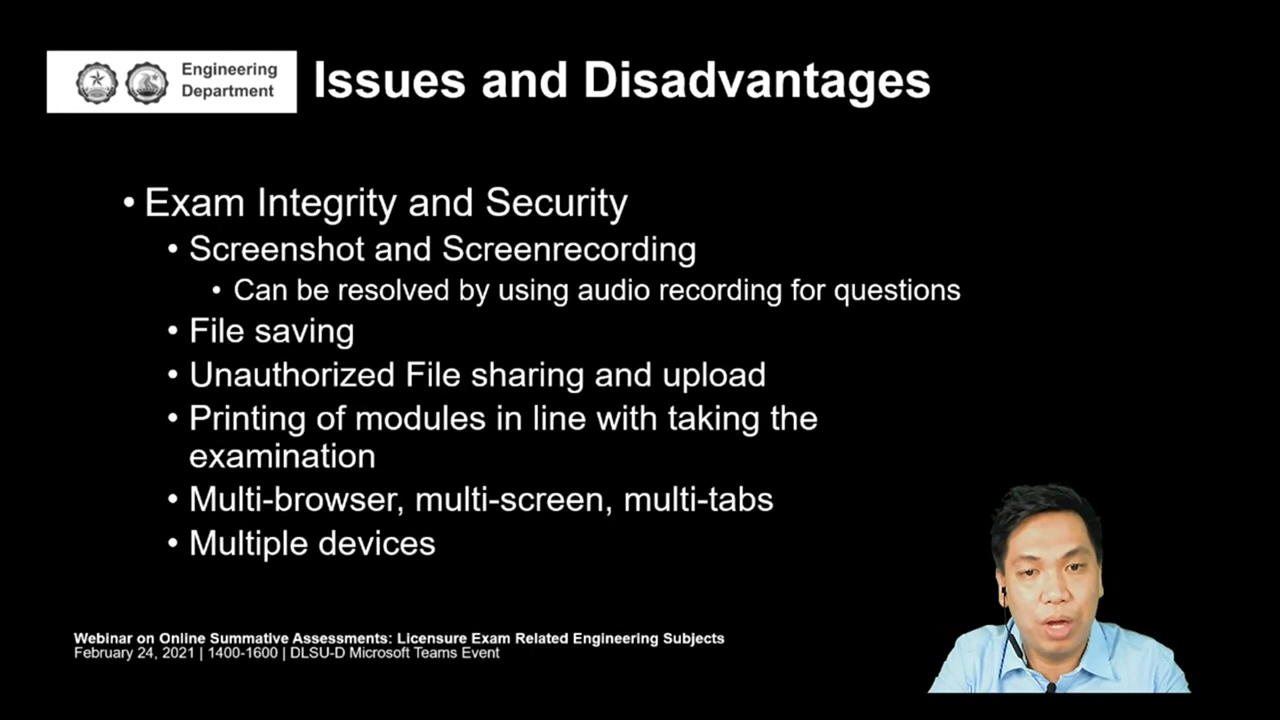 Engineering
Department
Issues and Disadvantages
• Exam Integrity and Security
• Screenshot and Screenrecording
• Can be resolved by using audio recording for questions
• File saving
• Unauthorized File sharing and upload
• Printing of modules in line with taking the
examination
• Multi-browser, multi-screen, multi-tabs
• Multiple devices
Webinar on Online Summative Assessments: Licensure Exam Related Engineering Subjects
February 24, 2021 | 1400-1600 | DLSU-D Microsoft Teams Event